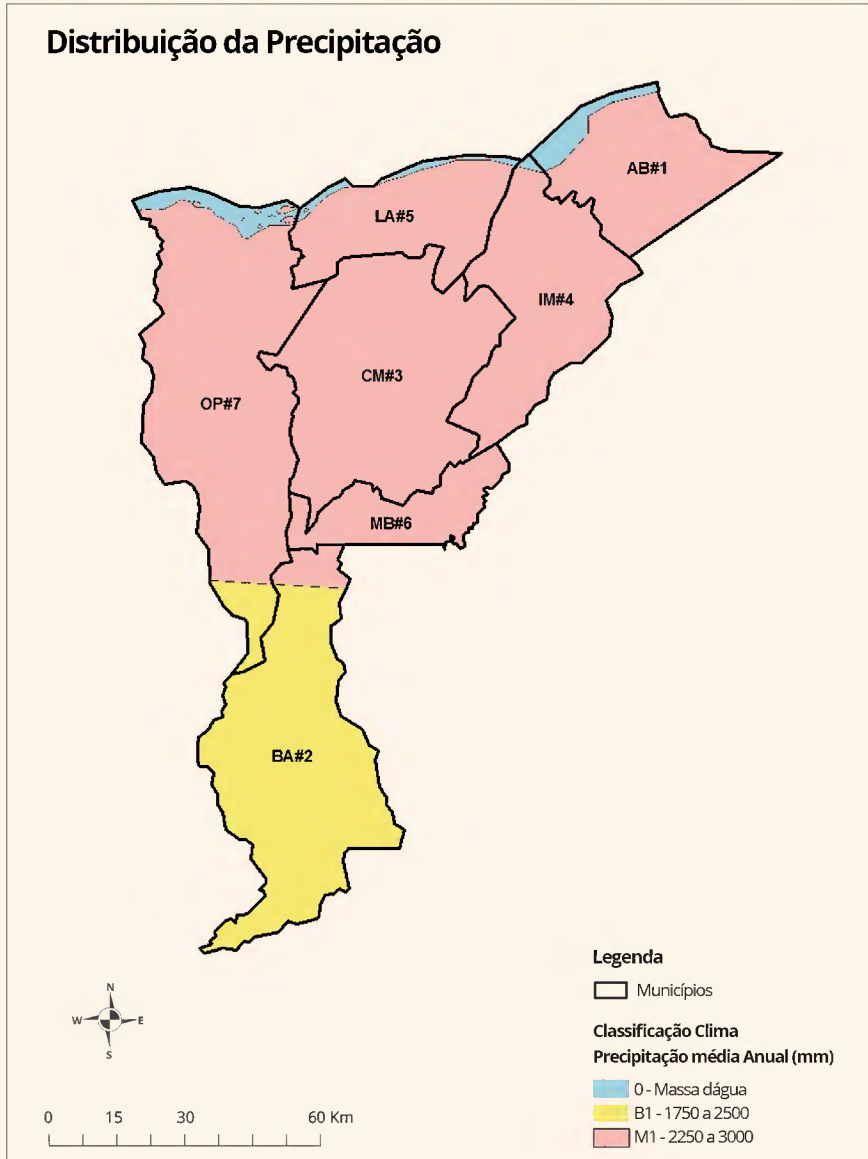 Distribuição da Precipitação
AB#1
LA#5
IM#4
CM#3
OP#7
MB#6
BA#2
Legenda
Municípios
N
W E
S
Classificação Clima
Precipitação média Anual (mm)
0 - Massa dágua
B1 - 1750 a 2500
M1 - 2250 a 3000
0 15 30 60 Km